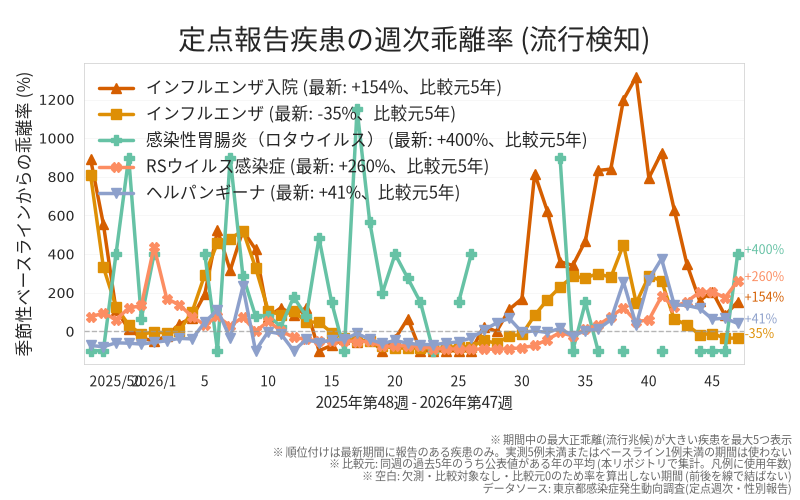 定点報告疾患の週次乖離率 (流行検知)
季節性ベースラインからの乖離率 (%)
インフルエンザ入院 (最新: +154%、比較元5年)
インフルエンザ (最新: -35%、比較元5年)
感染性胃腸炎（ロタウイルス） (最新: +400%、比較元5年)
RSウイルス感染症 (最新: +260%、比較元5年)
ヘルパンギーナ (最新: +41%、比較元5年)
1200
1000
800
600
400
200
0
+400%
+260%
+154%
+41%
-35%
2025/50 2026/1 5 10 15 20 25 30 35 40 45
2025年第48週 - 2026年第47週
※ 期間中の最大正乖離(流行兆候)が大きい疾患を最大5つ表示
※ 順位付けは最新期間に報告のある疾患のみ。実測5例未満またはベースライン1例未満の期間は使わない
※ 比較元: 同週の過去5年のうち公表値がある年の平均 (本リポジトリで集計。凡例に使用年数)
※ 空白: 欠測・比較対象なし・比較元0のため率を算出しない期間 (前後を線で結ばない)
データソース: 東京都感染症発生動向調査(定点週次・性別報告)